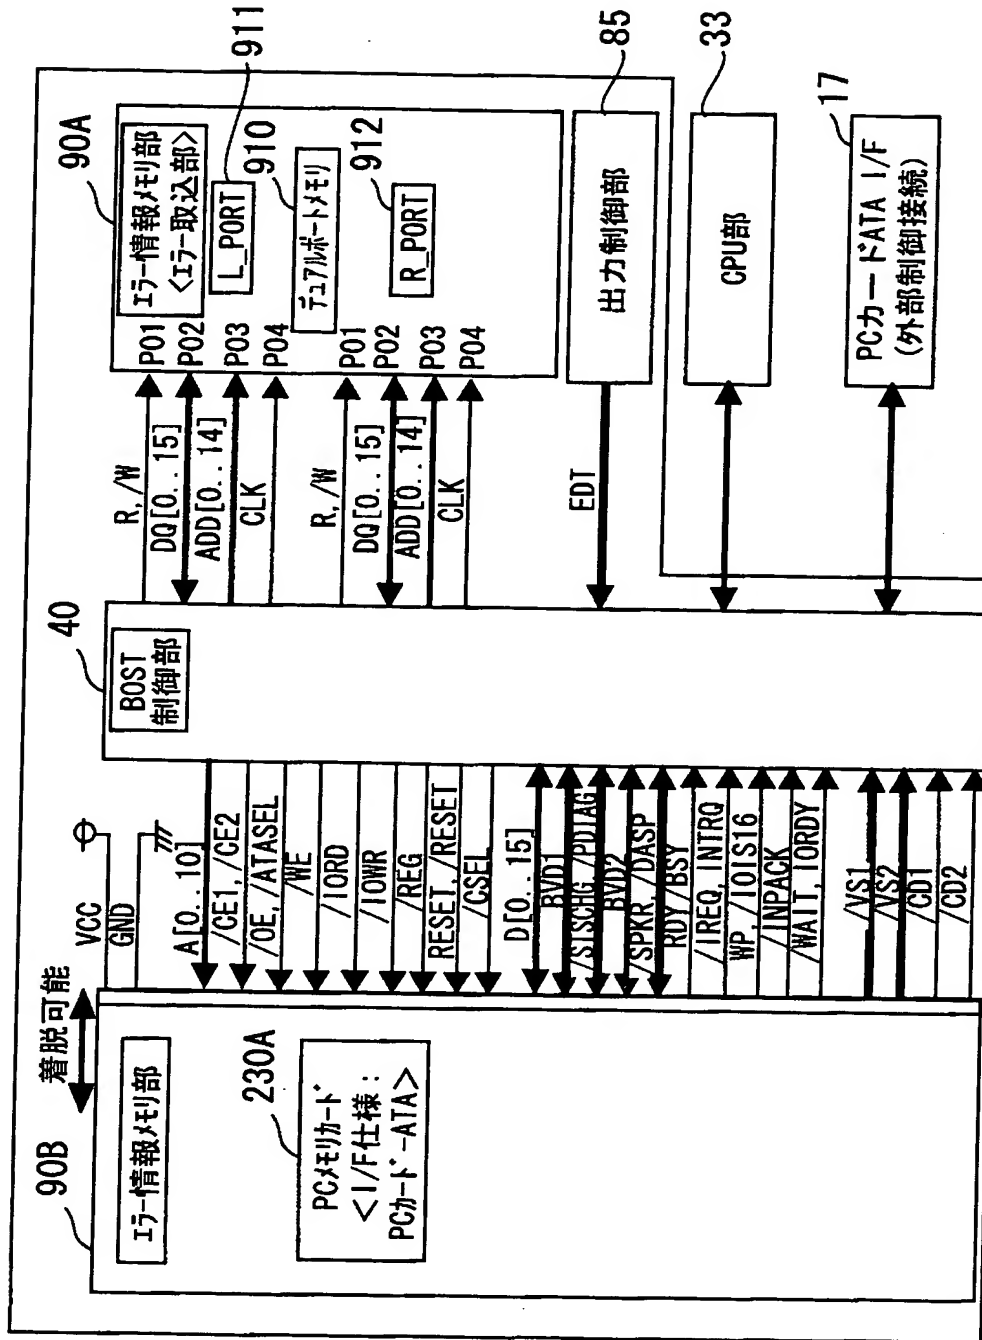 90B
着脱可能
エラー情報メモリ部
230A
PCメモリカード
<I/F仕様:
PCカード-ATA>
VCC
GND
A[0..10]
/CE1,/CE2
/OE,/ATASEL
/WE
/IORD
/IOWR
/REG
RESET,/RESET
/CSEL
D[0..15]
BVD1
/STSCHG,/PDIAG
BVD2
/SPKR,/DASP
RDY/BSY
/IREQ,INTRQ
WP,/IOIS16
/INPACK
/WAIT,IORDY
/VS1
/VS2
/CD1
/CD2
40
BOST
制御部
R,/W
DQ[0..15]
ADD[0..14]
CLK
R,/W
DQ[0..15]
ADD[0..14]
CLK
EDT
90A
エラー情報メモリ部
<エラー取込部>
P01
P02
P03
P04
L_PORT
911
910
デュアルポートメモリ
912
R_PORT
P01
P02
P03
P04
85
出力制御部
33
CPU部
17
PCカードATA I/F
(外部制御接続)